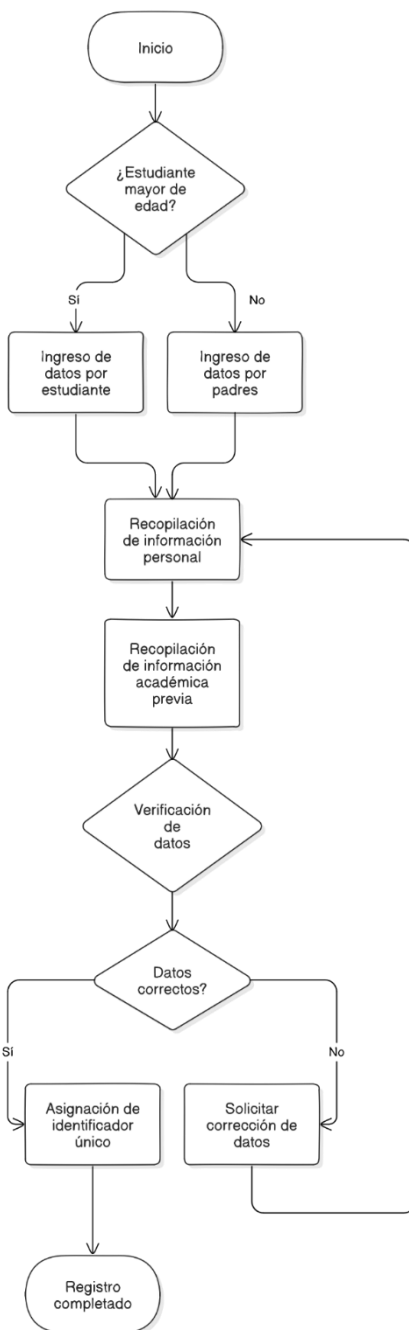 Inicio
¿Estudiante
mayor de
edad?
Sí
No
Ingreso de
datos por
estudiante
Ingreso de
datos por
padres
Recopilación
de información
personal
Recopilación
de información
académica
previa
Verificación
de
datos
Datos
correctos?
Sí
No
Asignación de
identificador
único
Solicitar
corrección de
datos
Registro
completado